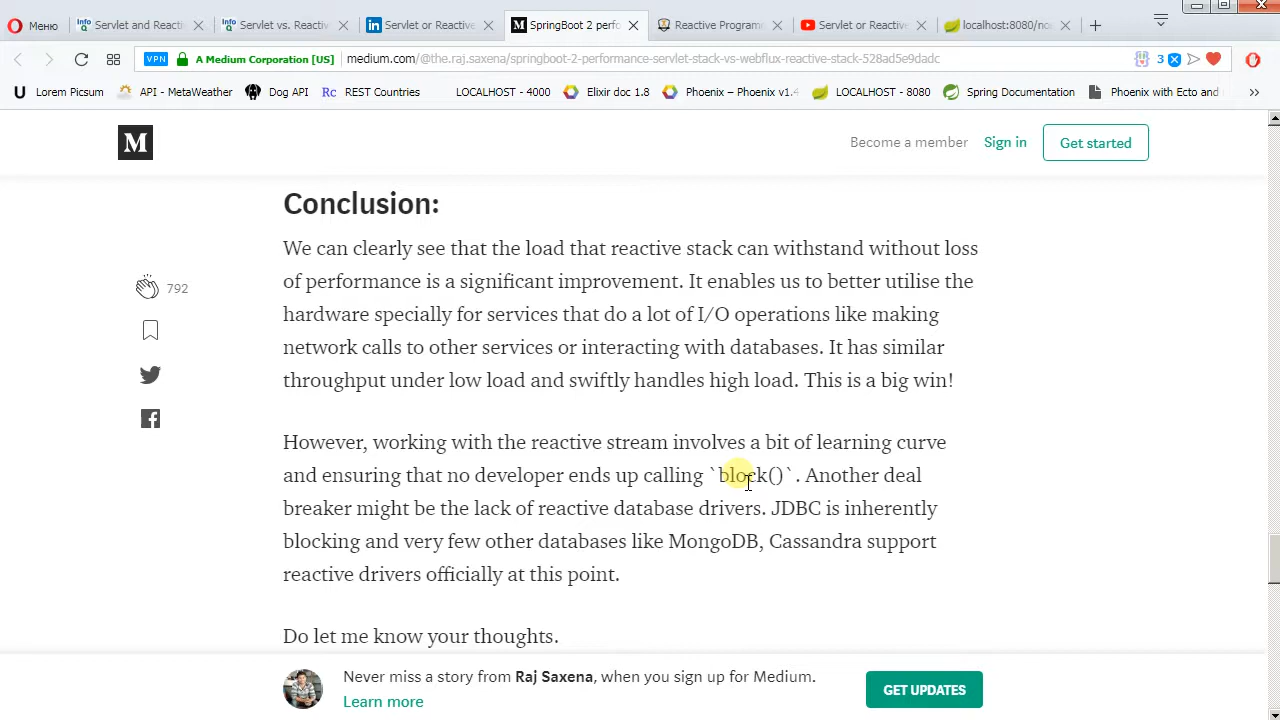 Меню
Servlet and Reacti
Servlet vs. Reactiv
Servlet or Reactive
SpringBoot 2 perfo
Reactive Programm
Servlet or Reactive
localhost:8080/no
VPN
A Medium Corporation [US]
medium.com/@the.raj.saxena/springboot-2-performance-servlet-stack-vs-webflux-reactive-stack-528ad5e9dadc
3
Lorem Picsum
API - MetaWeather
Dog API
Rc REST Countries
LOCALHOST - 4000
Elixir doc 1.8
Phoenix – Phoenix v1.4
LOCALHOST - 8080
Spring Documentation
Phoenix with Ecto and
M
Become a member
Sign in
Get started
Conclusion:
We can clearly see that the load that reactive stack can withstand without loss
of performance is a significant improvement. It enables us to better utilise the
hardware specially for services that do a lot of I/O operations like making
network calls to other services or interacting with databases. It has similar
throughput under low load and swiftly handles high load. This is a big win!
792
However, working with the reactive stream involves a bit of learning curve
and ensuring that no developer ends up calling `block()`. Another deal
breaker might be the lack of reactive database drivers. JDBC is inherently
blocking and very few other databases like MongoDB, Cassandra support
reactive drivers officially at this point.
Do let me know your thoughts.
Never miss a story from Raj Saxena, when you sign up for Medium.
Learn more
GET UPDATES